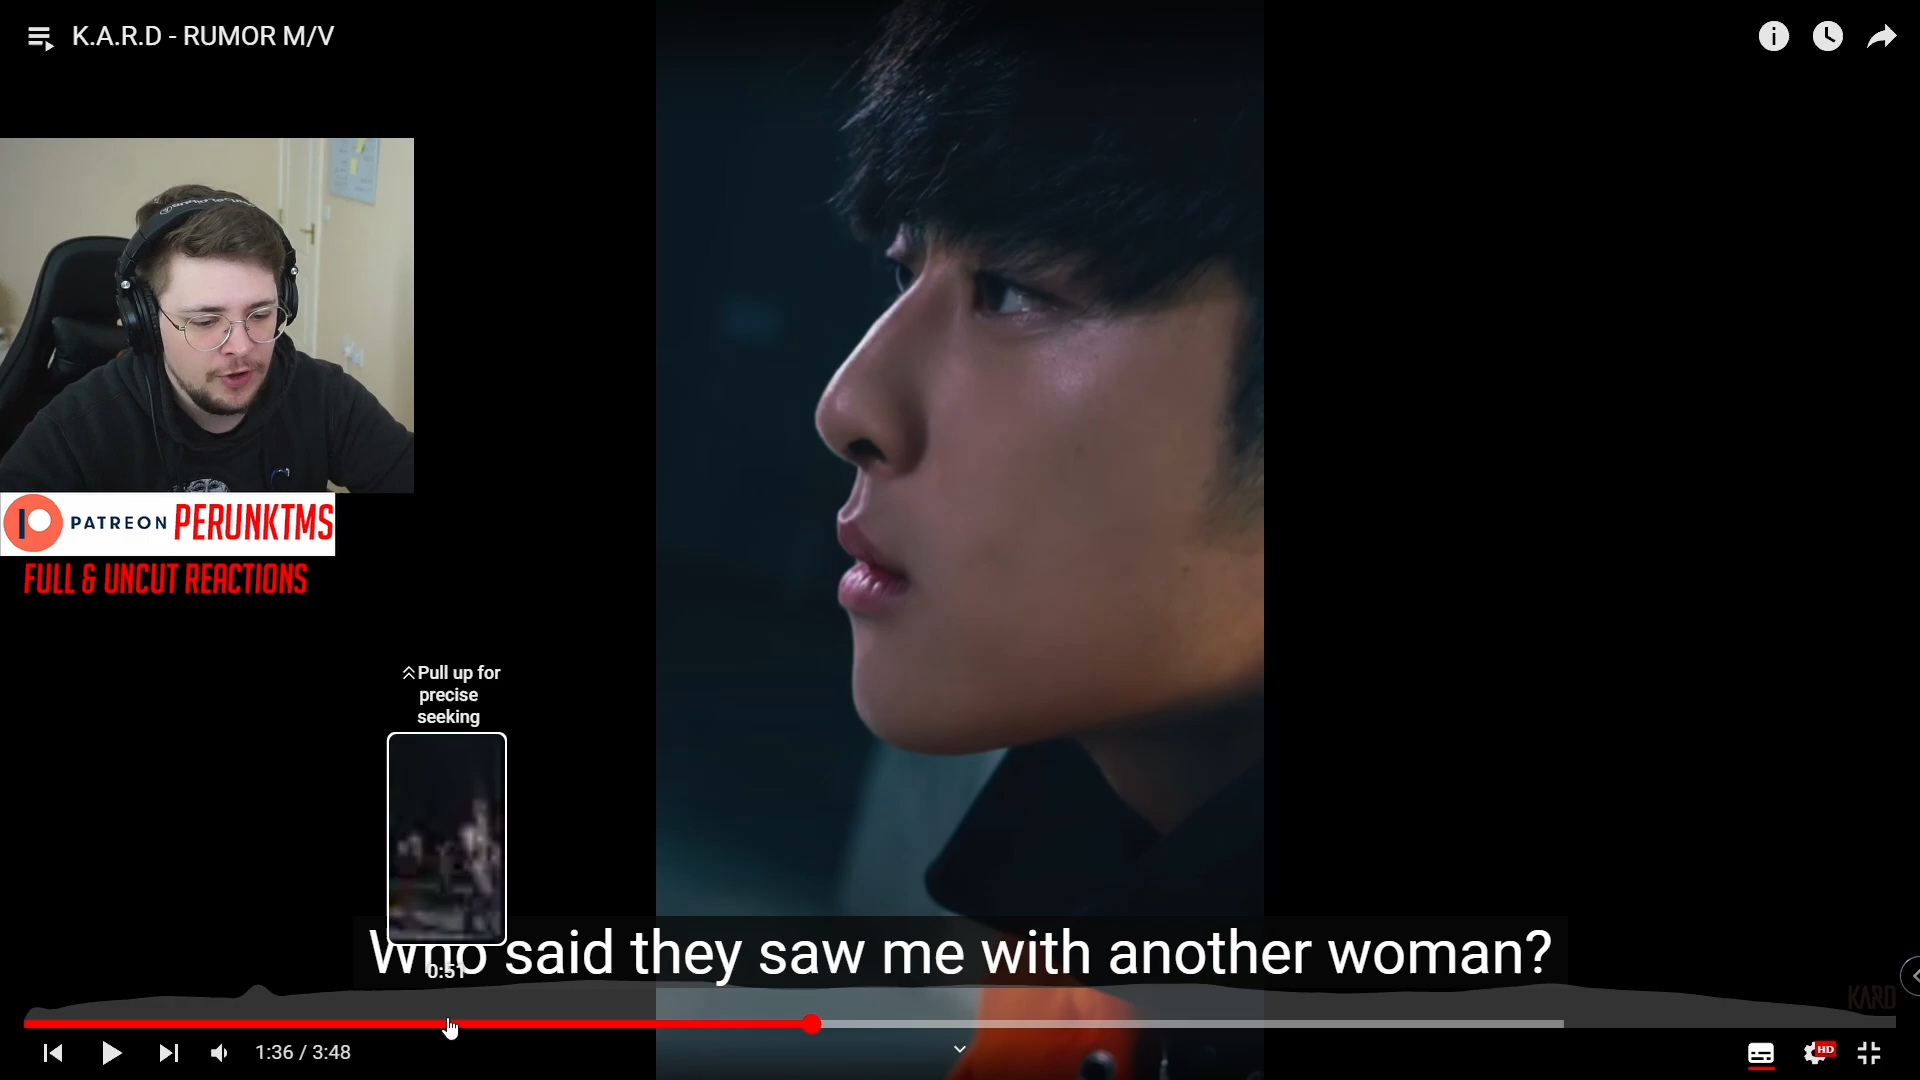 K.A.R.D - RUMOR M/V
PATREON PERUNKTMS
FULL & UNCUT REACTIONS
Pull up for
precise
seeking
Who said they saw me with another woman?
0:51
KARD
1:36 / 3:48
HD